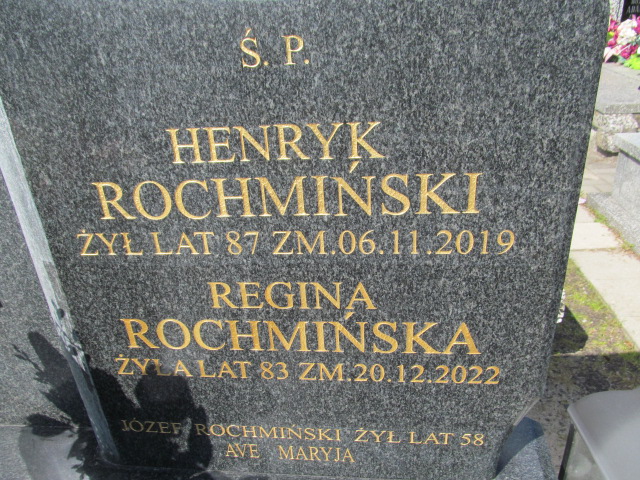 Ś. P.
HENRYK
ROCHMIŃSKI
ŻYŁ LAT 87 ZM.06.11.2019
REGINA
ROCHMIŃSKA
ŻYŁA LAT 83 ZM.20.12.2022
JÓZEF ROCHMIŃSKI ŻYŁ LAT 58
AVE MARYJA